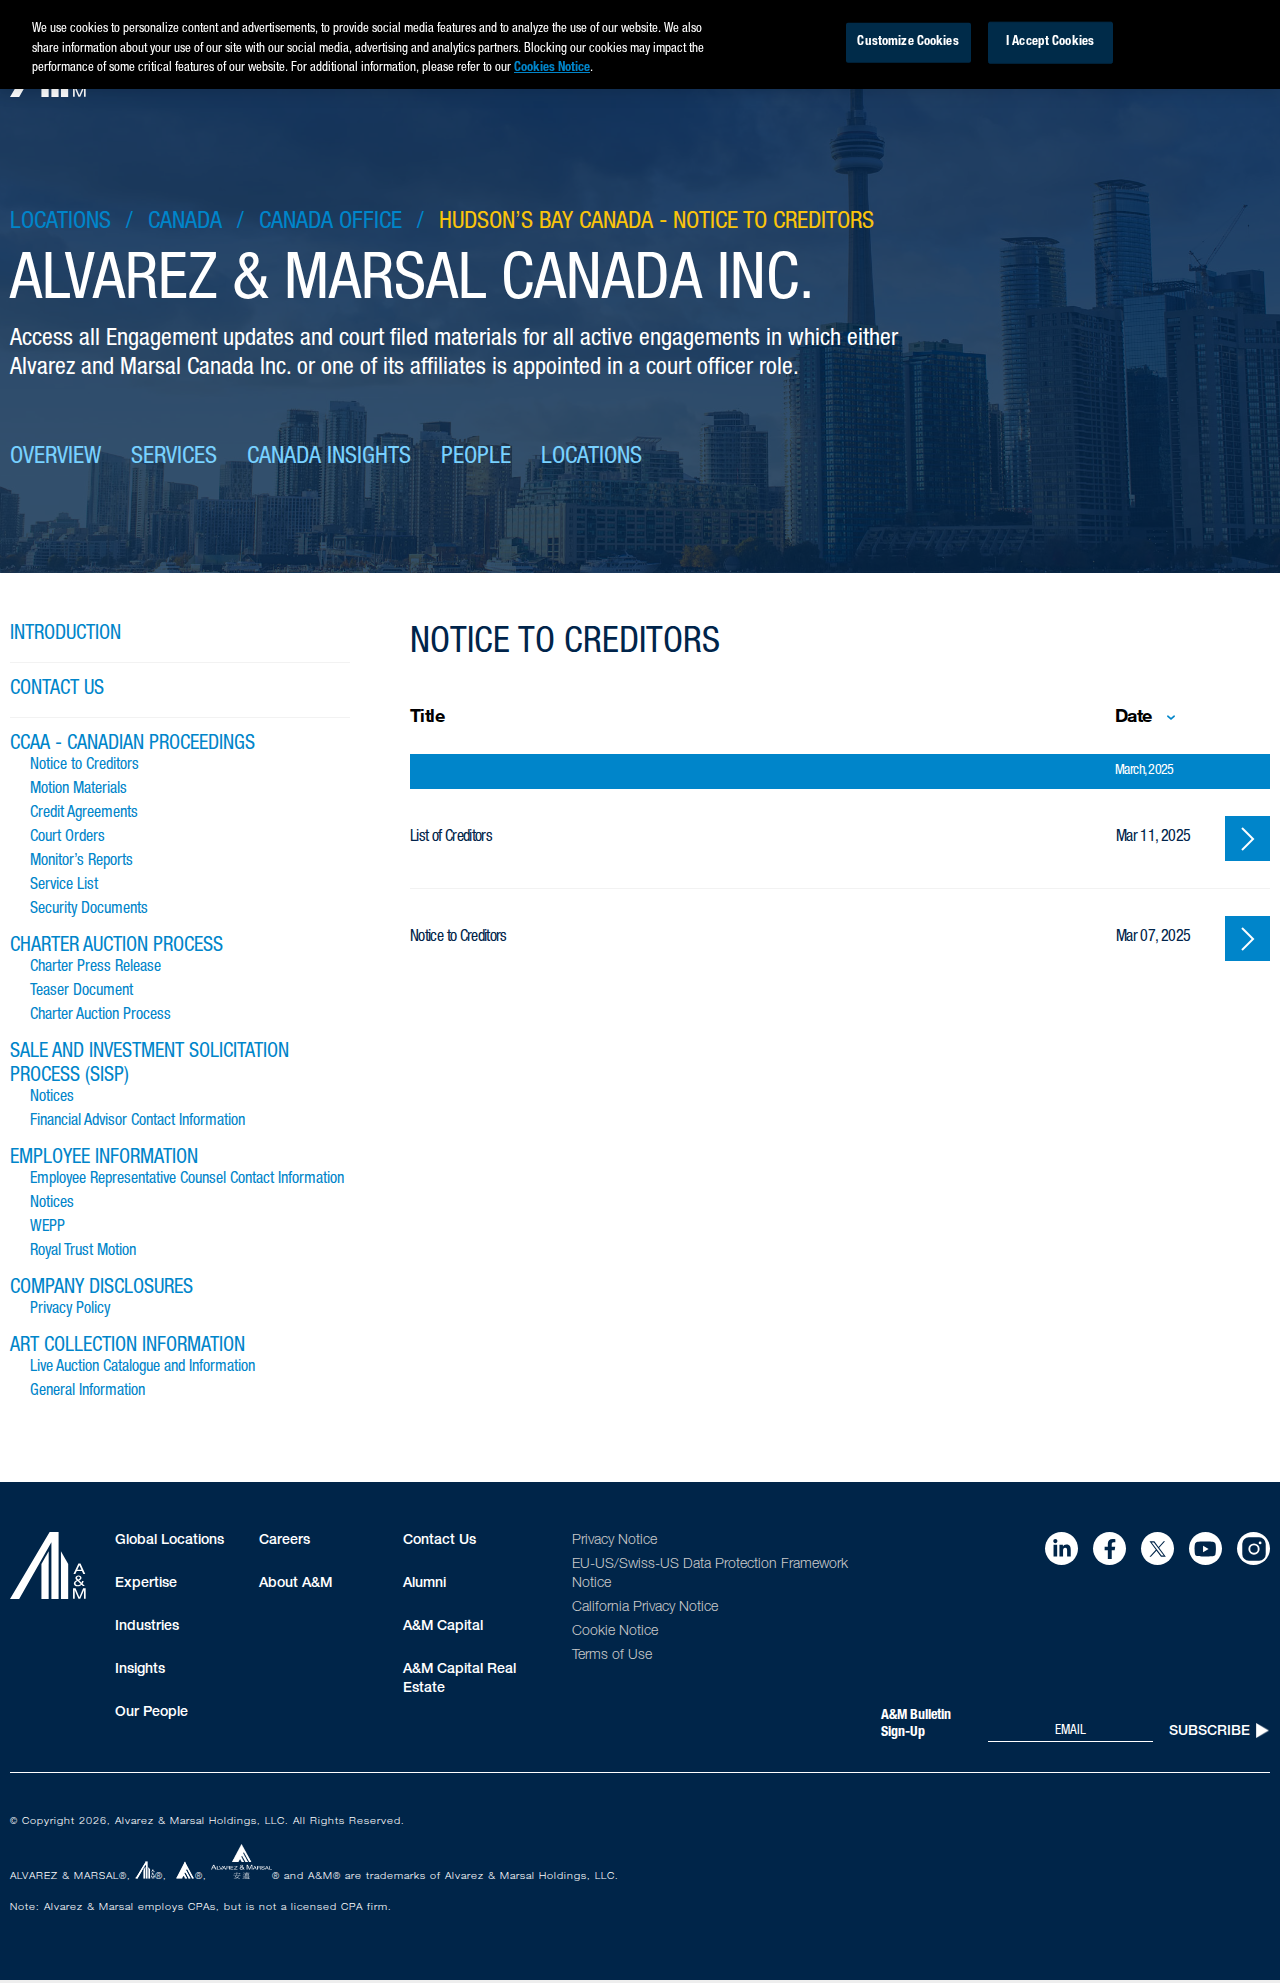 We use cookies to personalize content and advertisements, to provide social media features and to analyze the use of our website. We also
share information about your use of our site with our social media, advertising and analytics partners. Blocking our cookies may impact the
performance of some critical features of our website. For additional information, please refer to our Cookies Notice.
Customize Cookies
I Accept Cookies
M
LOCATIONS / CANADA / CANADA OFFICE / HUDSON’S BAY CANADA - NOTICE TO CREDITORS
ALVAREZ & MARSAL CANADA INC.
Access all Engagement updates and court filed materials for all active engagements in which either
Alvarez and Marsal Canada Inc. or one of its affiliates is appointed in a court officer role.
OVERVIEW SERVICES CANADA INSIGHTS PEOPLE LOCATIONS
INTRODUCTION
CONTACT US
CCAA - CANADIAN PROCEEDINGS
Notice to Creditors
Motion Materials
Credit Agreements
Court Orders
Monitor’s Reports
Service List
Security Documents
CHARTER AUCTION PROCESS
Charter Press Release
Teaser Document
Charter Auction Process
SALE AND INVESTMENT SOLICITATION
PROCESS (SISP)
Notices
Financial Advisor Contact Information
EMPLOYEE INFORMATION
Employee Representative Counsel Contact Information
Notices
WEPP
Royal Trust Motion
COMPANY DISCLOSURES
Privacy Policy
ART COLLECTION INFORMATION
Live Auction Catalogue and Information
General Information
NOTICE TO CREDITORS
Title Date
March, 2025
List of Creditors Mar 11, 2025
Notice to Creditors Mar 07, 2025
A
&
M
Global Locations
Expertise
Industries
Insights
Our People
Careers
About A&M
Contact Us
Alumni
A&M Capital
A&M Capital Real
Estate
Privacy Notice
EU-US/Swiss-US Data Protection Framework
Notice
California Privacy Notice
Cookie Notice
Terms of Use
A&M Bulletin
Sign-Up
EMAIL
SUBSCRIBE
© Copyright 2026, Alvarez & Marsal Holdings, LLC. All Rights Reserved.
ALVAREZ & MARSAL®, ®, ®, ALVAREZ & MARSAL 安道 ® and A&M® are trademarks of Alvarez & Marsal Holdings, LLC.
Note: Alvarez & Marsal employs CPAs, but is not a licensed CPA firm.